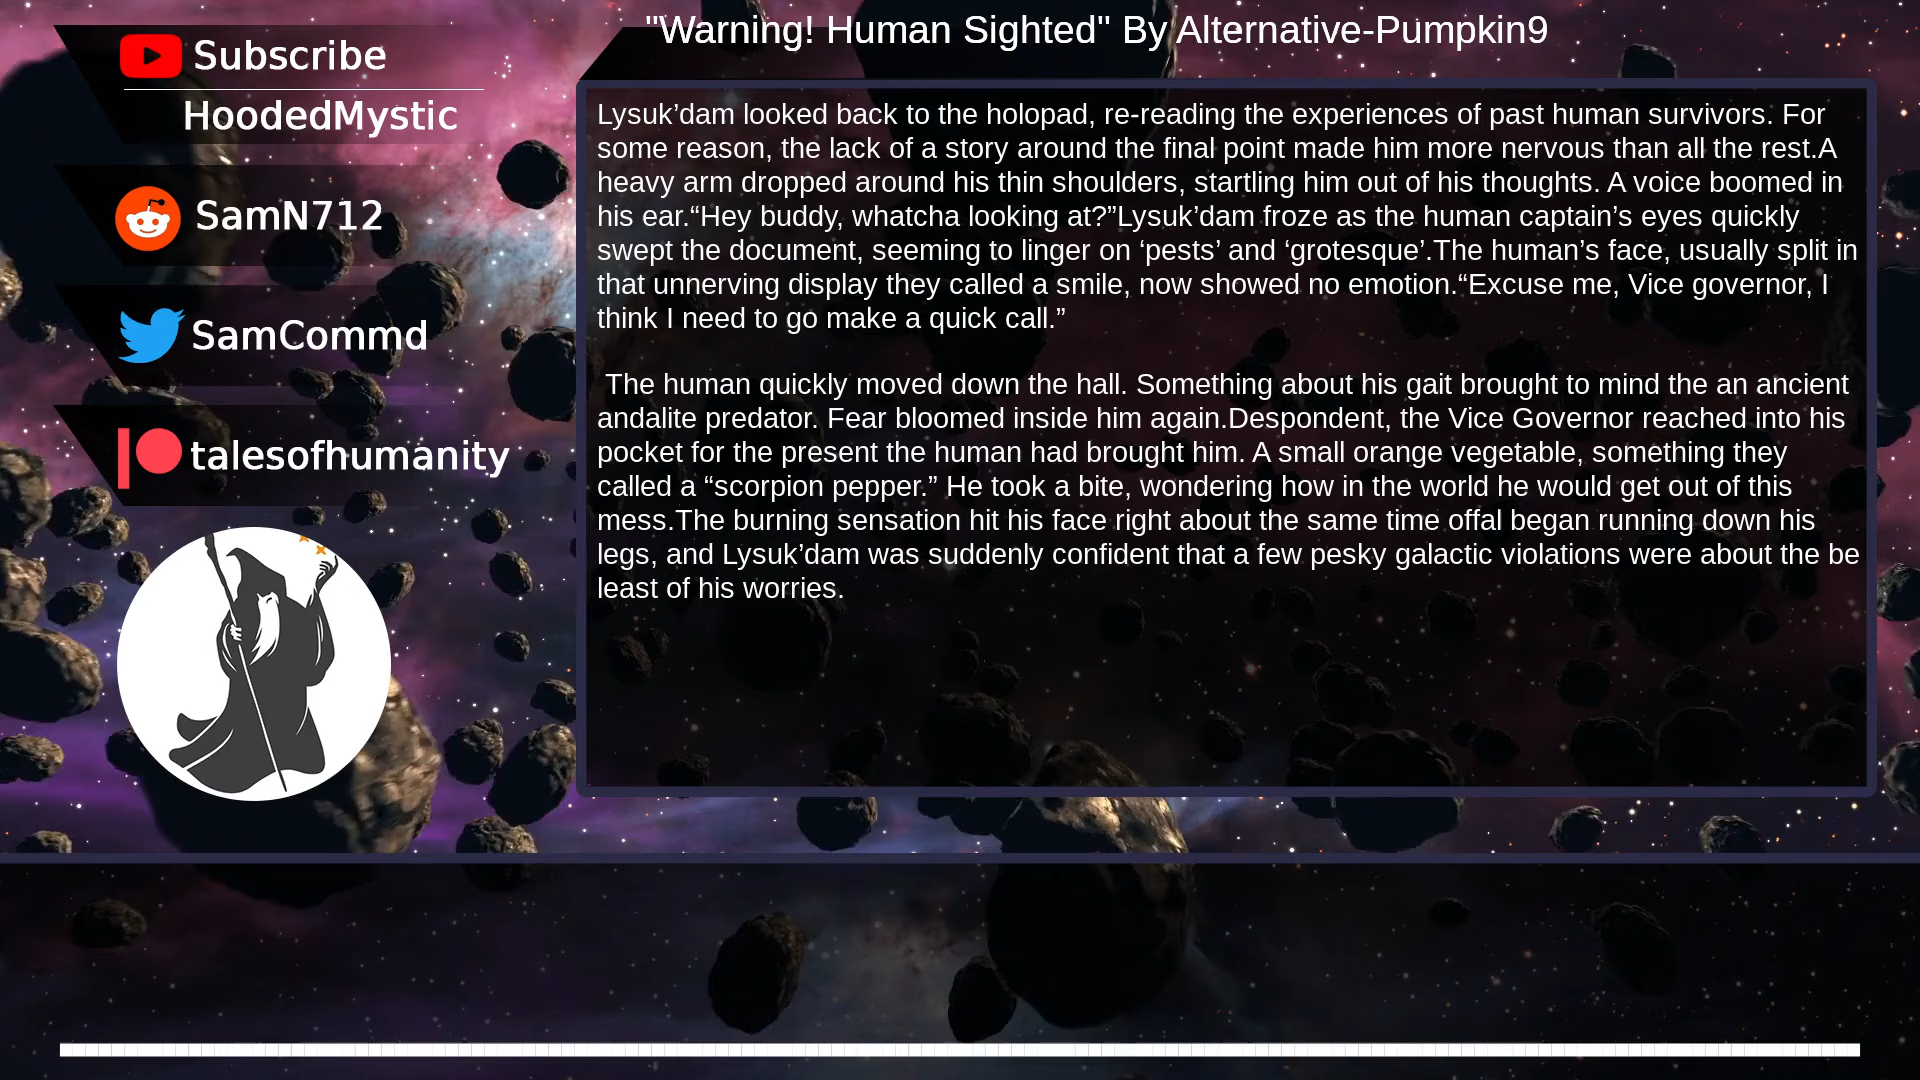 "Warning! Human Sighted" By Alternative-Pumpkin9
Subscribe
HoodedMystic
SamN712
SamCommd
talesofhumanity
Lysuk’dam looked back to the holopad, re-reading the experiences of past human survivors. For
some reason, the lack of a story around the final point made him more nervous than all the rest.A
heavy arm dropped around his thin shoulders, startling him out of his thoughts. A voice boomed in
his ear.“Hey buddy, whatcha looking at?”Lysuk’dam froze as the human captain’s eyes quickly
swept the document, seeming to linger on ‘pests’ and ‘grotesque’.The human’s face, usually split in
that unnerving display they called a smile, now showed no emotion.“Excuse me, Vice governor, I
think I need to go make a quick call.”
The human quickly moved down the hall. Something about his gait brought to mind the an ancient
andalite predator. Fear bloomed inside him again.Despondent, the Vice Governor reached into his
pocket for the present the human had brought him. A small orange vegetable, something they
called a “scorpion pepper.” He took a bite, wondering how in the world he would get out of this
mess.The burning sensation hit his face right about the same time offal began running down his
legs, and Lysuk’dam was suddenly confident that a few pesky galactic violations were about the be
least of his worries.